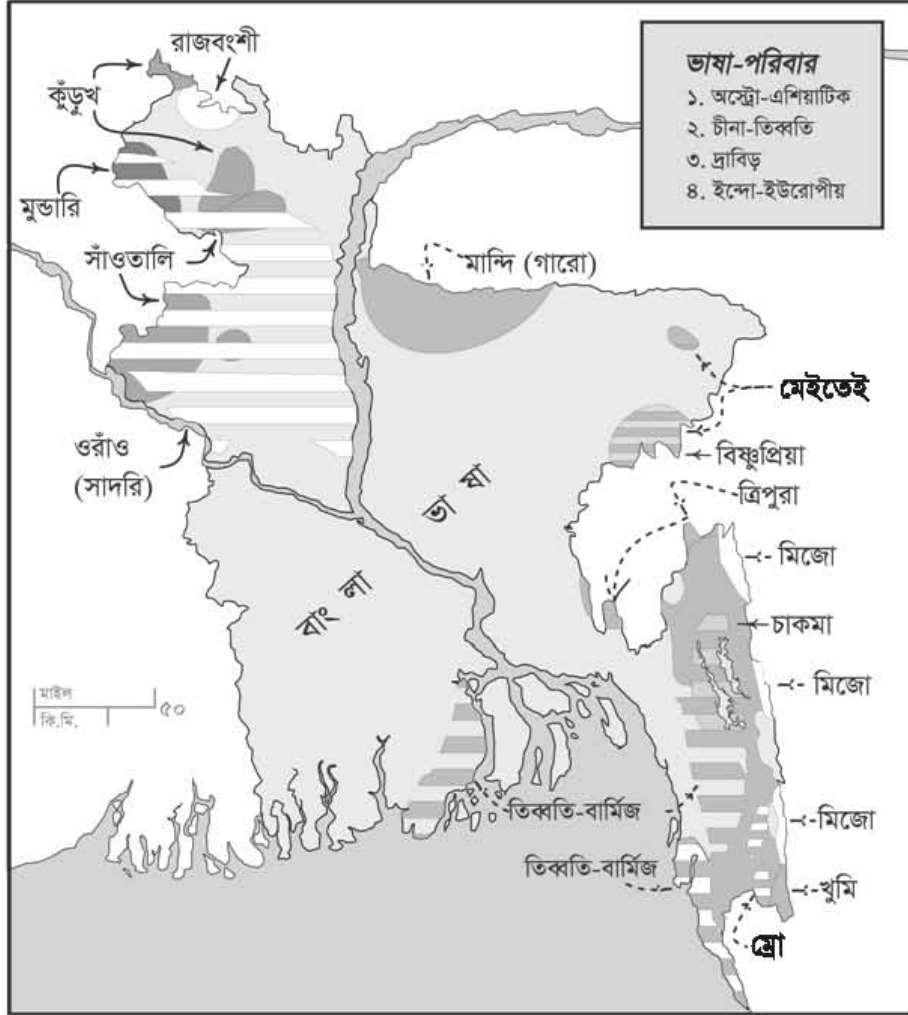 রাজবংশী
কুঁড়ুখ
মুন্ডারি
সাঁওতালি
ওরাঁও
(সাদরি)
ভাষা-পরিবার
১. অস্ট্রো-এশিয়াটিক
২. চীনা-তিব্বতি
৩. দ্রাবিড়
৪. ইন্দো-ইউরোপীয়
মান্দি (গারো)
মেইতেই
বিষ্ণুপ্রিয়া
ত্রিপুরা
মিজো
চাকমা
মিজো
বাংলা ভাষা
মাইল
কি.মি.
৫০
তিব্বতি-বার্মিজ
মিজো
তিব্বতি-বার্মিজ
খুমি
ম্রো